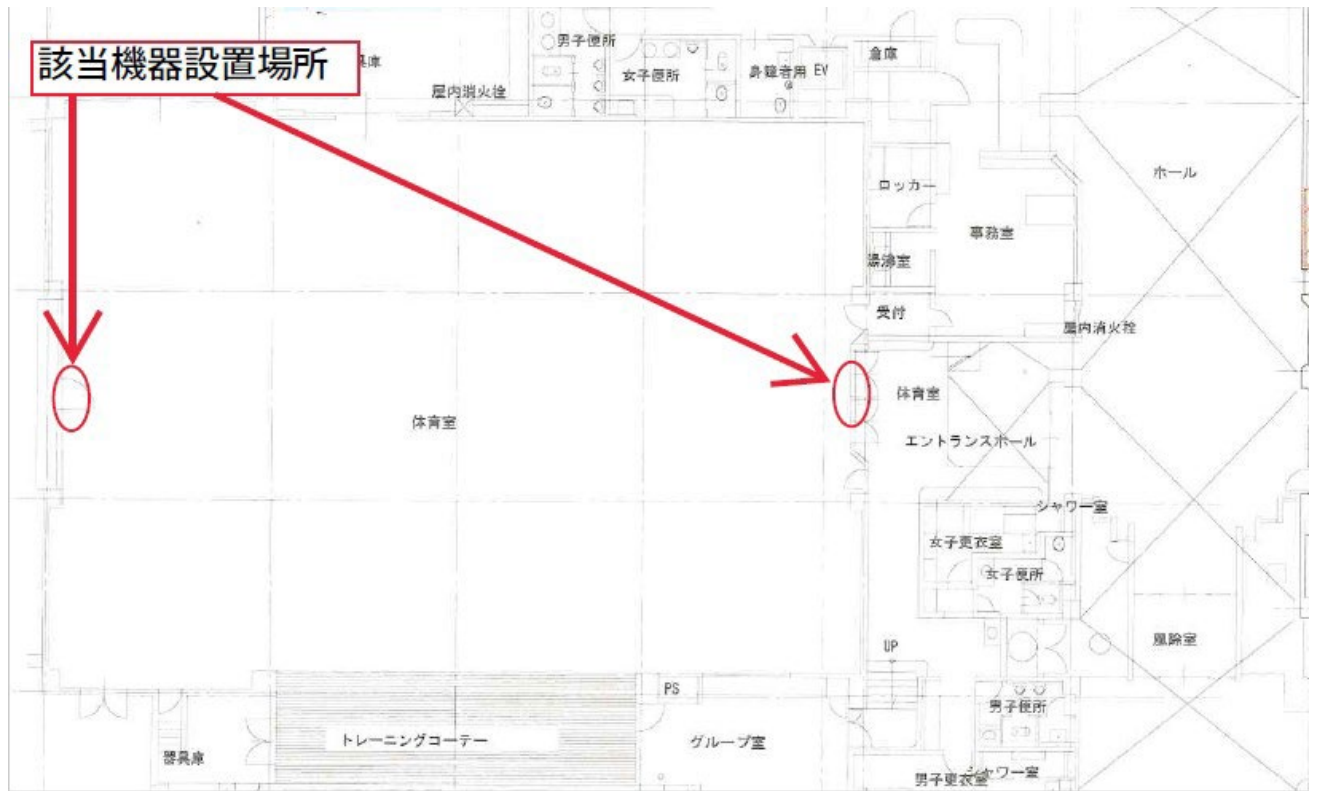 該当機器設置場所
男子便所
女子便所
身障者用 EV
倉庫
屋内消火栓
ロッカー
ホール
事務室
湯沸室
受付
屋内消火栓
体育室
体育室
エントランスホール
シャワー室
女子更衣室
女子便所
UP
風除室
PS
男子便所
トレーニングコーテー
グループ室
器具庫
シャワー室
男子更衣室